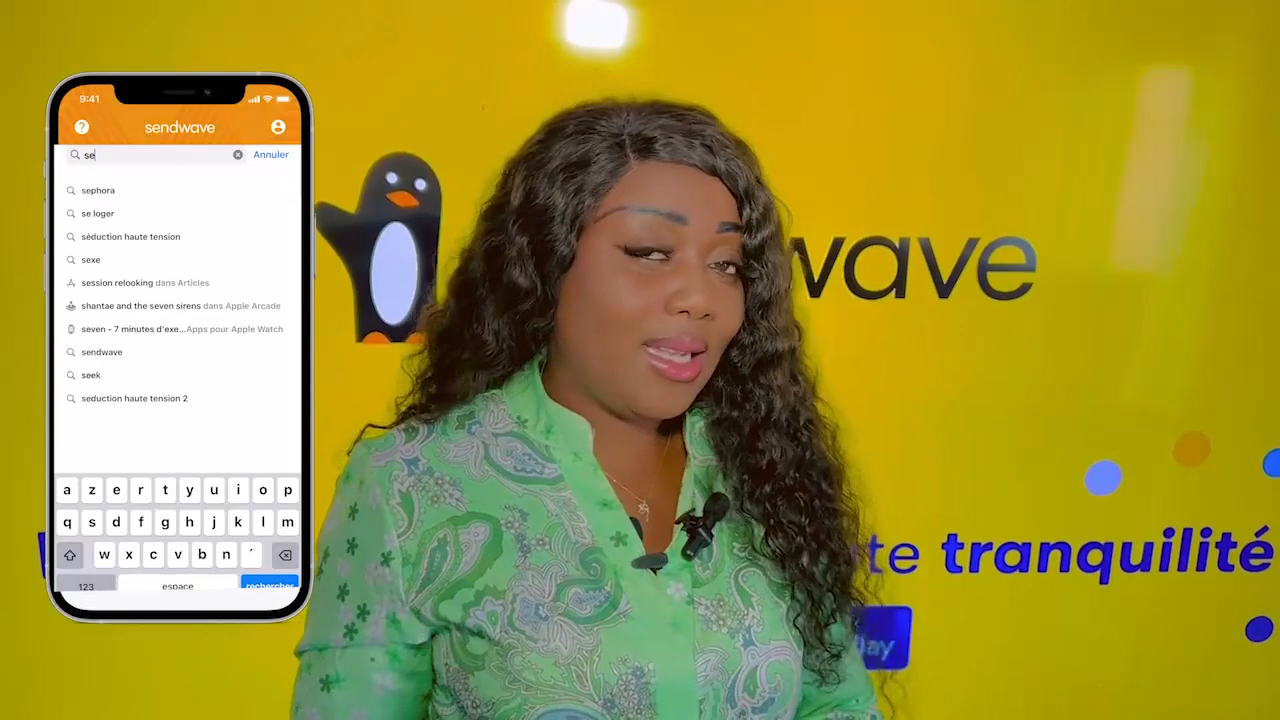 9:41
sendwave
se
Annuler
sephora
se loger
séduction haute tension
sexe
session relooking dans Articles
shantae and the seven sirens dans Apple Arcade
seven - 7 minutes d'exe...Apps pour Apple Watch
sendwave
seek
seduction haute tension 2
a z e r t y u i o p
q s d f g h j k l m
w x c v b n ´
123 espace rechercher
wave
te tranquilité